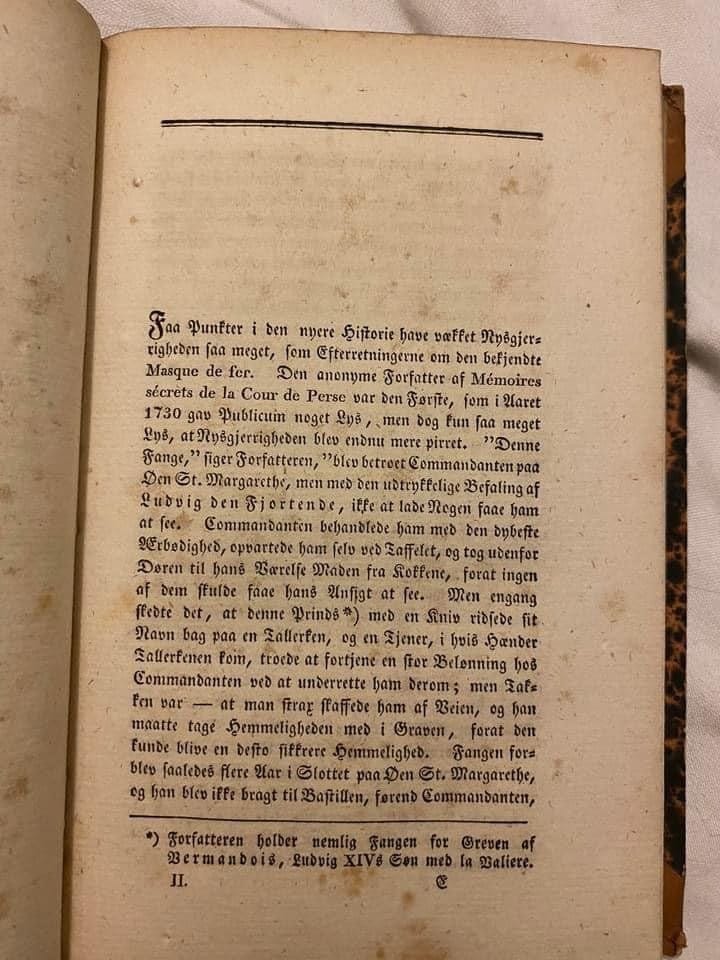 Faa Punkter i den nyere Historie have vækket Nysgjer-
righeden saa meget, som Efterretningerne om den bekjendte
Masque de fer. Den anonyme Forfatter af Mémoires
sécrets de la Cour de Perse var den Første, som i Aaret
1730 gav Publicum noget Lys, men dog kun saa meget
Lys, at Nysgjerrigheden blev endnu mere pirret. "Denne
Fange," siger Forfatteren, "blev betroet Commandanten paa
Øen St. Margarethe, men med den udtrykkelige Befaling af
Ludvig den Fjortende, ikke at lade Nogen faae ham
at see. Commandanten behandlede ham med den dybeste
Ærbødighed, opvartede ham selv ved Taffelet, og tog udenfor
Døren til hans Værelse Maden fra Kokkene, forat ingen
af dem skulde faae hans Ansigt at see. Men engang
skedte det, at denne Prinds*) med en Kniv ridsede sit
Navn bag paa en Tallerken, og en Tjener, i hvis Hænder
Tallerkenen kom, troede at fortjene en stor Belønning hos
Commandanten ved at underrette ham derom; men Tak-
ken var — at man strax skaffede ham af Veien, og han
maatte tage Hemmeligheden med i Graven, forat den
kunde blive en desto sikkrere Hemmelighed. Fangen for-
blev saaledes flere Aar i Slottet paa Øen St. Margarethe,
og han blev ikke bragt til Bastillen, førend Commandanten,
*) Forfatteren holder nemlig Fangen for Greven af
Vermandois, Ludvig XIVs Søn med la Valiere.
II. E